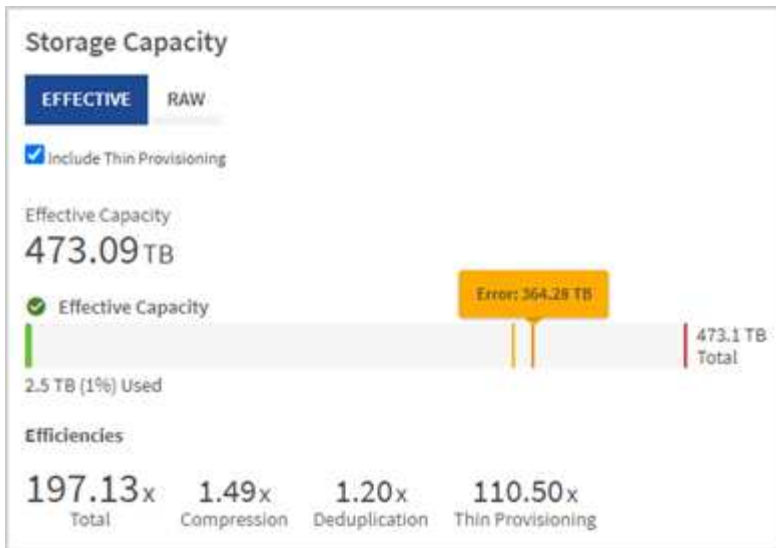 Storage Capacity
EFFECTIVE RAW
Include Thin Provisioning
Effective Capacity
473.09 TB
Error: 364.28 TB
Effective Capacity
473.1 TB
Total
2.5 TB (1%) Used
Efficiencies
197.13x 1.49x 1.20x 110.50x
Total Compression Deduplication Thin Provisioning